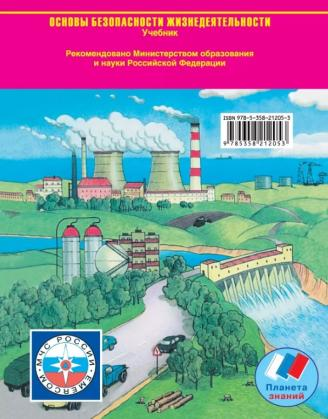 ОСНОВЫ БЕЗОПАСНОСТИ ЖИЗНЕДЕЯТЕЛЬНОСТИ
Учебник
Рекомендовано Министерством образования
и науки Российской Федерации
ISBN 978-5-358-21205-3
9 785358 212053
МЧС РОССИИ
EMERCOM
Планета
знаний